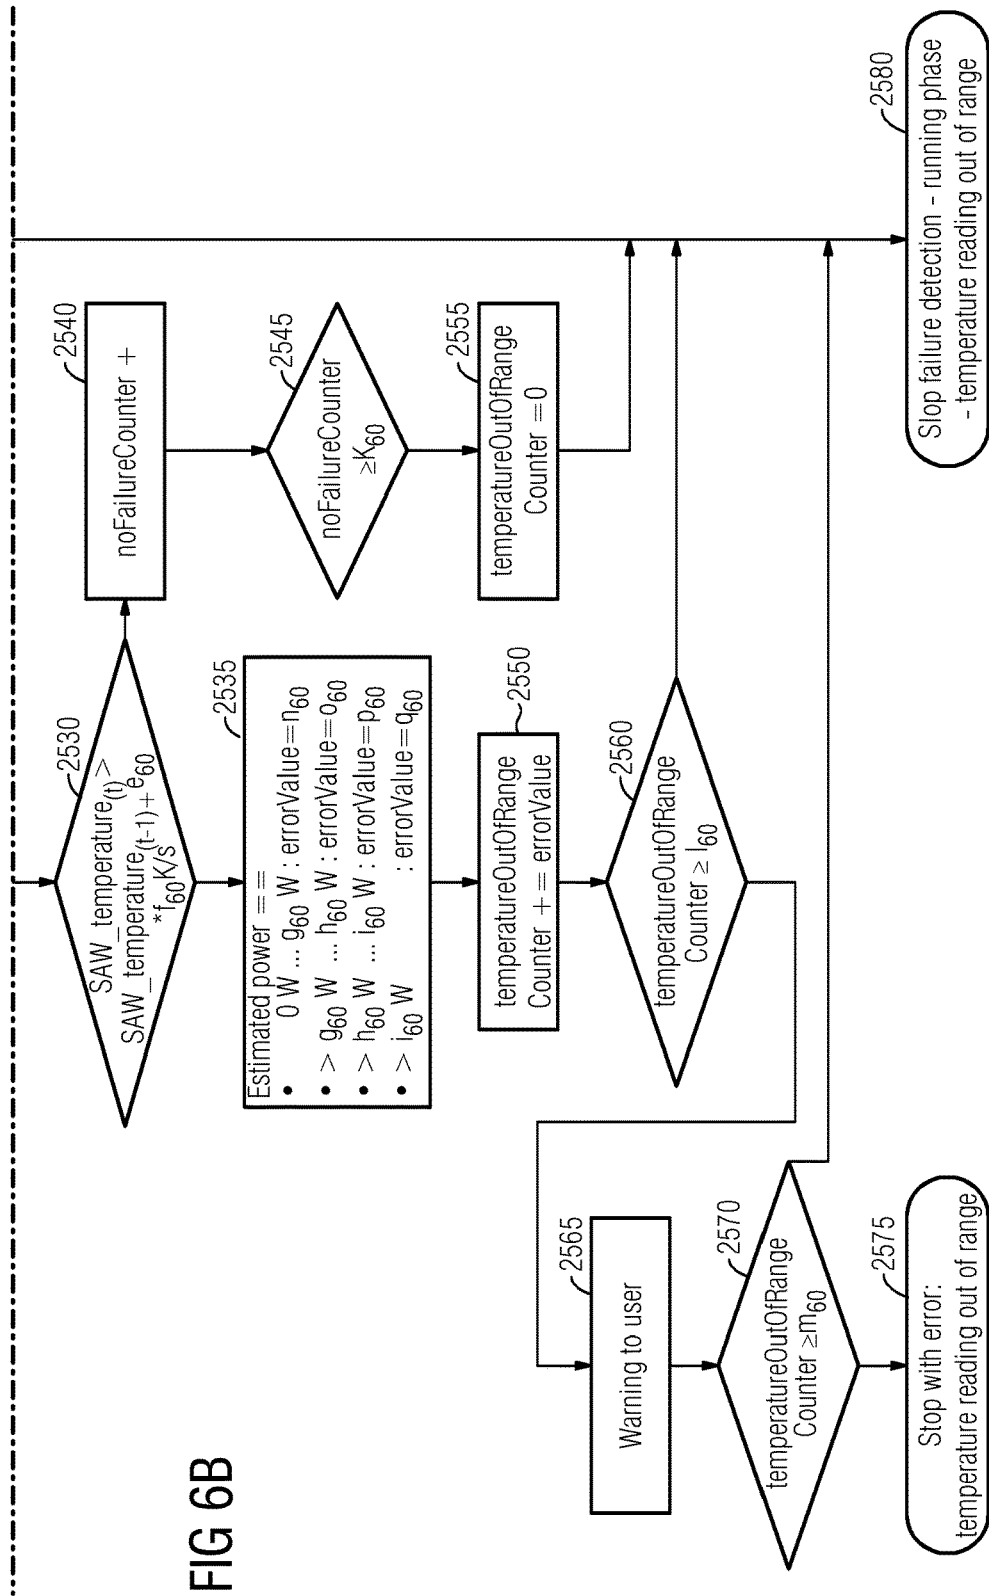 2530
SAW_temperature(t) >
SAW_temperature(t-1) + e60
*f60 K/s
2540
noFailureCounter +
2535
Estimated power ==
• 0 W ... g60 W : errorValue=n60
• > g60 W ... h60 W : errorValue=o60
• > h60 W ... i60 W : errorValue=p60
• > i60 W : errorValue=q60
2545
noFailureCounter
≥K60
2550
temperatureOutOfRange
Counter += errorValue
2555
temperatureOutOfRange
Counter =0
2560
temperatureOutOfRange
Counter ≥ l60
2565
Warning to user
2570
temperatureOutOfRange
Counter ≥m60
2575
Stop with error:
temperature reading out of range
2580
Slop failure detection - running phase
- temperature reading out of range
FIG 6B